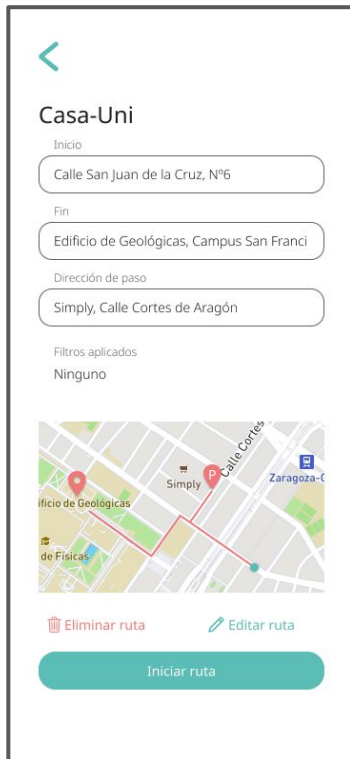 Casa-Uni
Inicio
Calle San Juan de la Cruz, Nº6
Fin
Edificio de Geológicas, Campus San Franci
Dirección de paso
Simply, Calle Cortes de Aragón
Filtros aplicados
Ninguno
Calle Cortes
P
Simply
Zaragoza-C
ificio de Geológicas
de Físicas
Eliminar ruta
Editar ruta
Iniciar ruta